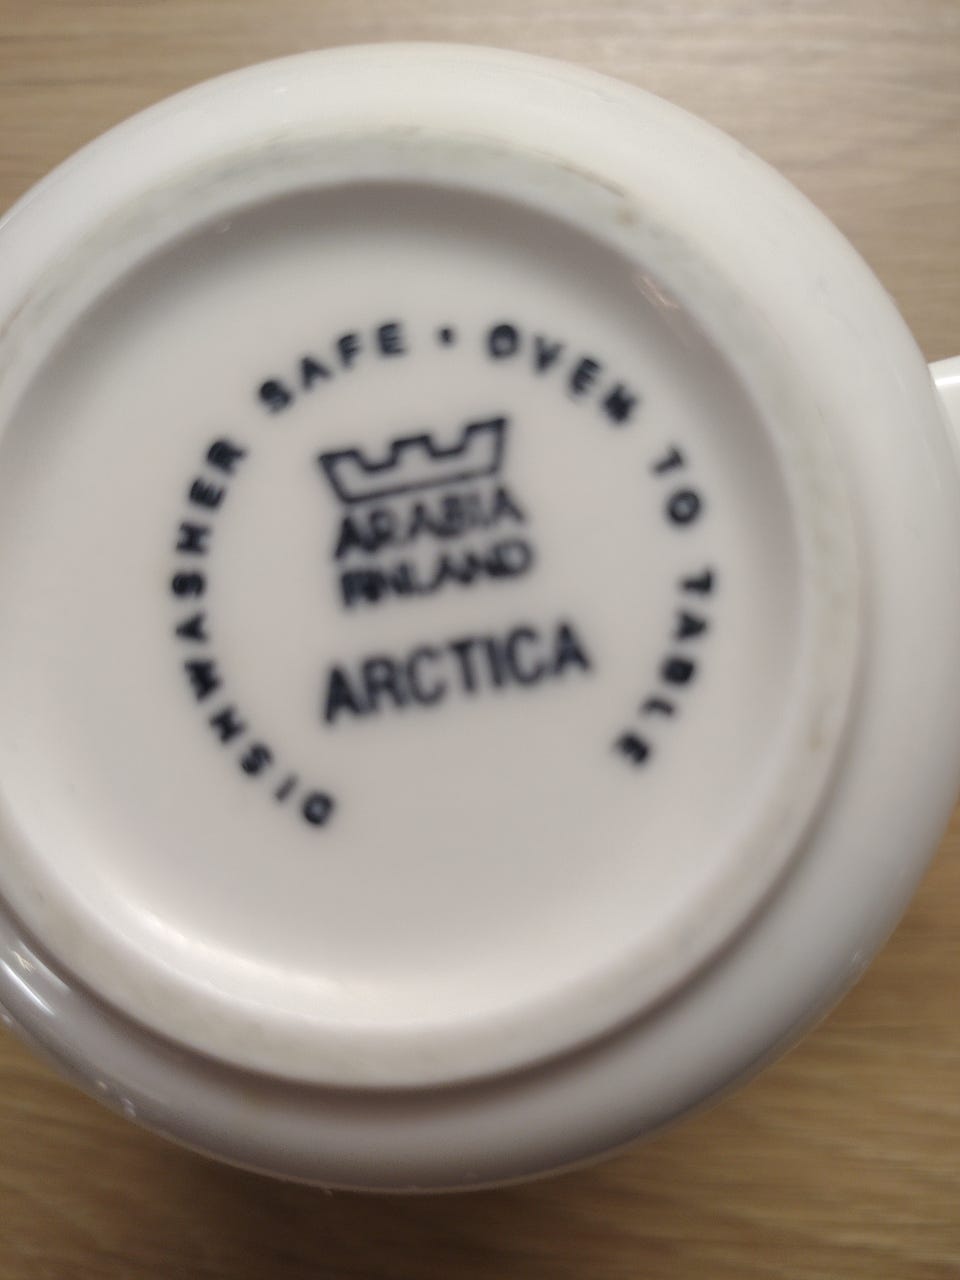 DISHWASHER SAFE • OVEN TO TABLE
ARABIA
FINLAND
ARCTICA